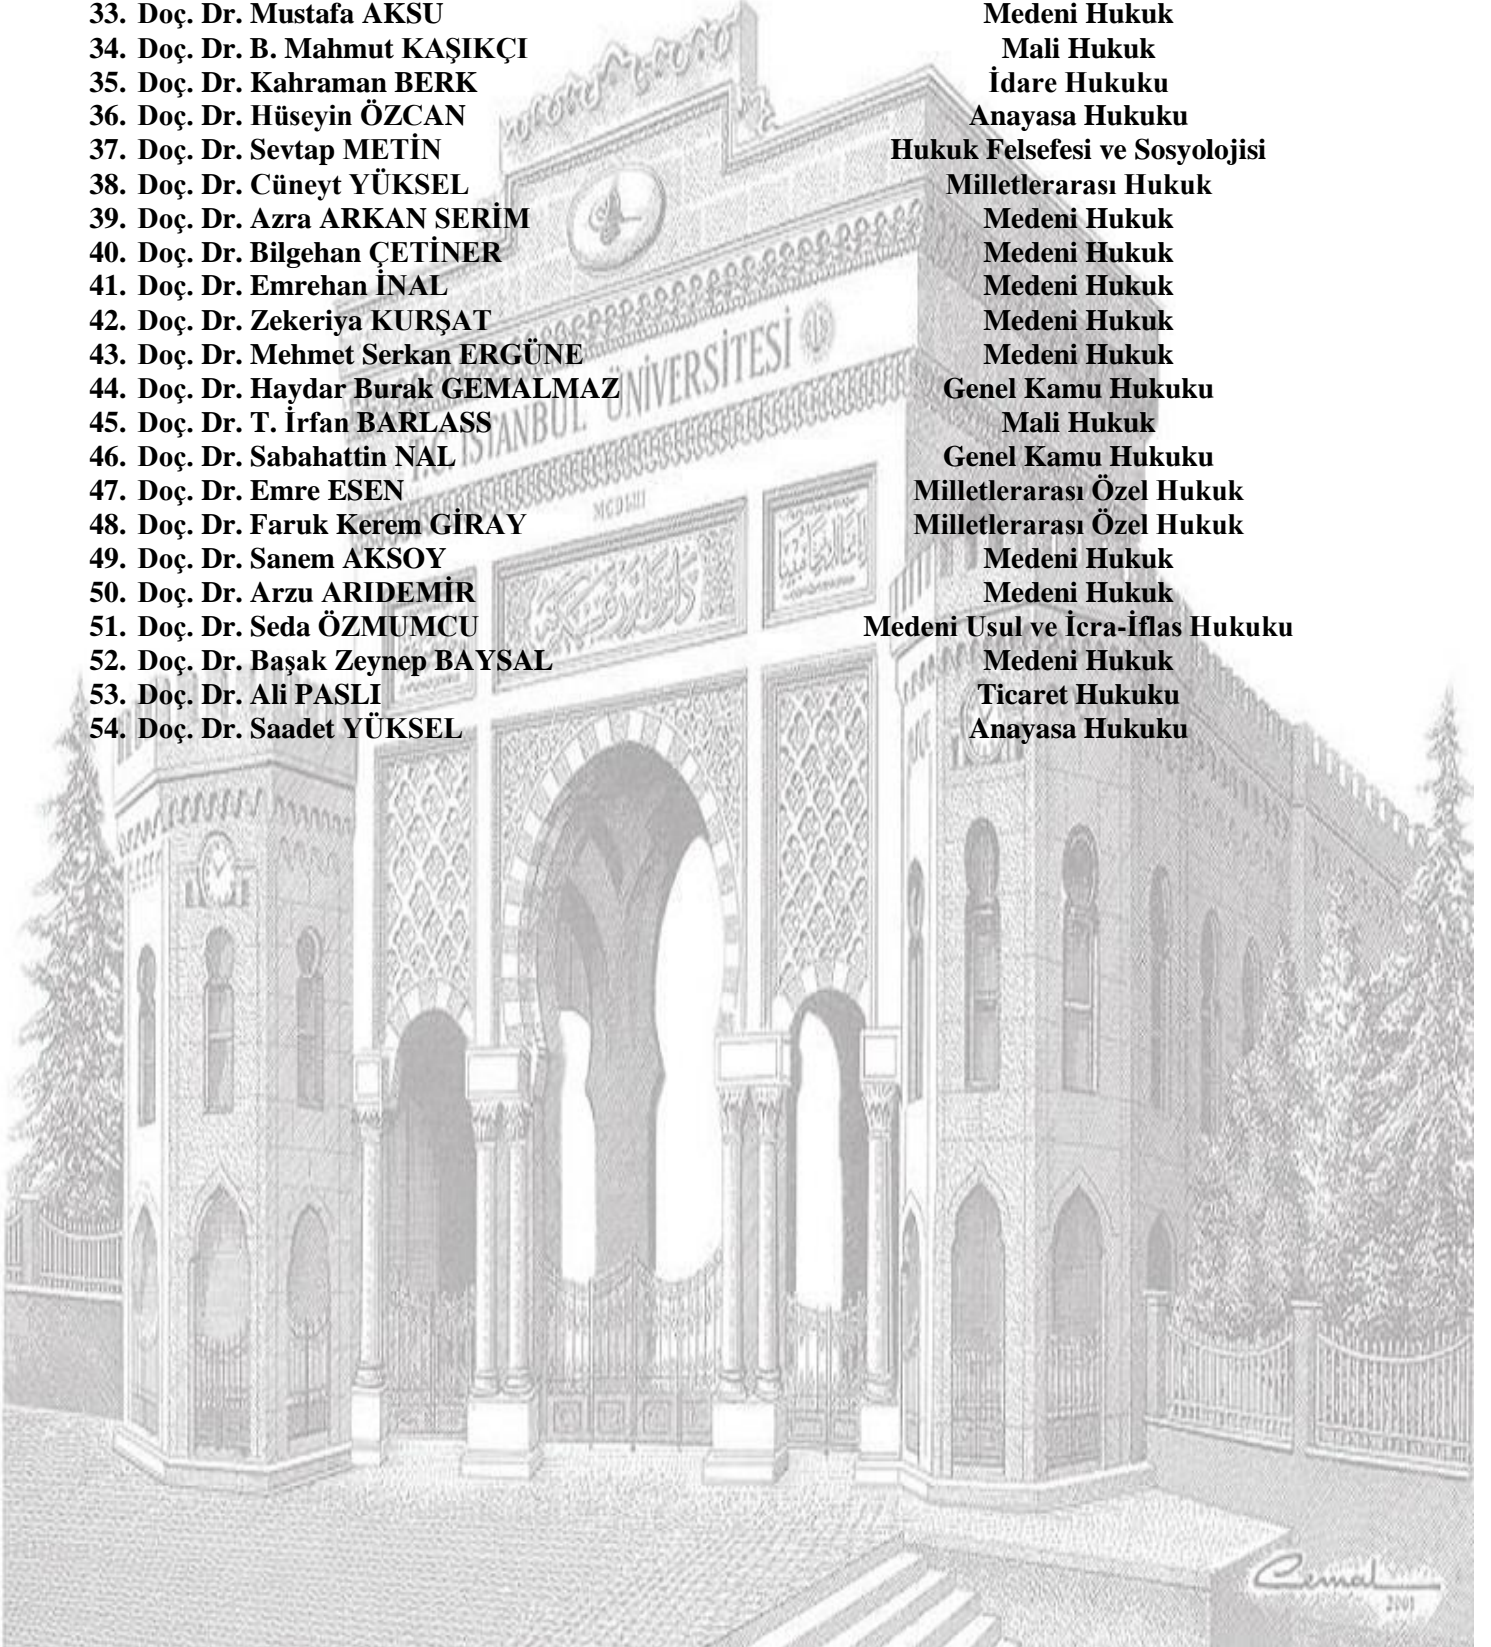 33. Doç. Dr. Mustafa AKSU Medeni Hukuk
34. Doç. Dr. B. Mahmut KAŞIKÇI Mali Hukuk
35. Doç. Dr. Kahraman BERK İdare Hukuku
36. Doç. Dr. Hüseyin ÖZCAN Anayasa Hukuku
37. Doç. Dr. Sevtap METİN Hukuk Felsefesi ve Sosyolojisi
38. Doç. Dr. Cüneyt YÜKSEL Milletlerarası Hukuk
39. Doç. Dr. Azra ARKAN SERİM Medeni Hukuk
40. Doç. Dr. Bilgehan ÇETİNER Medeni Hukuk
41. Doç. Dr. Emrehan İNAL Medeni Hukuk
42. Doç. Dr. Zekeriya KURŞAT Medeni Hukuk
43. Doç. Dr. Mehmet Serkan ERGÜNE Medeni Hukuk
44. Doç. Dr. Haydar Burak GEMALMAZ Genel Kamu Hukuku
45. Doç. Dr. T. İrfan BARLASS Mali Hukuk
46. Doç. Dr. Sabahattin NAL Genel Kamu Hukuku
47. Doç. Dr. Emre ESEN Milletlerarası Özel Hukuk
48. Doç. Dr. Faruk Kerem GİRAY Milletlerarası Özel Hukuk
49. Doç. Dr. Sanem AKSOY Medeni Hukuk
50. Doç. Dr. Arzu ARIDEMİR Medeni Hukuk
51. Doç. Dr. Seda ÖZMUMCU Medeni Usul ve İcra-İflas Hukuku
52. Doç. Dr. Başak Zeynep BAYSAL Medeni Hukuk
53. Doç. Dr. Ali PASLI Ticaret Hukuku
54. Doç. Dr. Saadet YÜKSEL Anayasa Hukuku
T.C. İSTANBUL ÜNİVERSİTESİ
MCDLIII
Cemal
2001